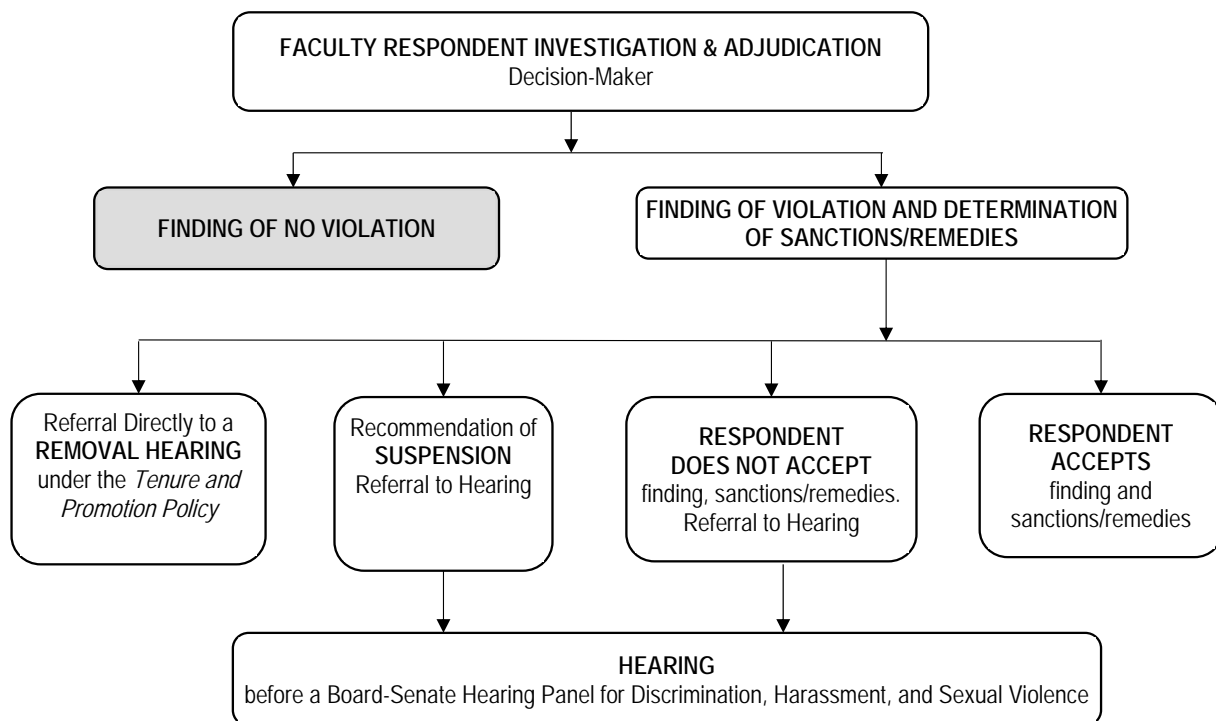 FACULTY RESPONDENT INVESTIGATION & ADJUDICATION
Decision-Maker
FINDING OF NO VIOLATION
FINDING OF VIOLATION AND DETERMINATION
OF SANCTIONS/REMEDIES
Referral Directly to a
REMOVAL HEARING
under the Tenure and
Promotion Policy
Recommendation of
SUSPENSION
Referral to Hearing
RESPONDENT
DOES NOT ACCEPT
finding, sanctions/remedies.
Referral to Hearing
RESPONDENT
ACCEPTS
finding and
sanctions/remedies
HEARING
before a Board-Senate Hearing Panel for Discrimination, Harassment, and Sexual Violence